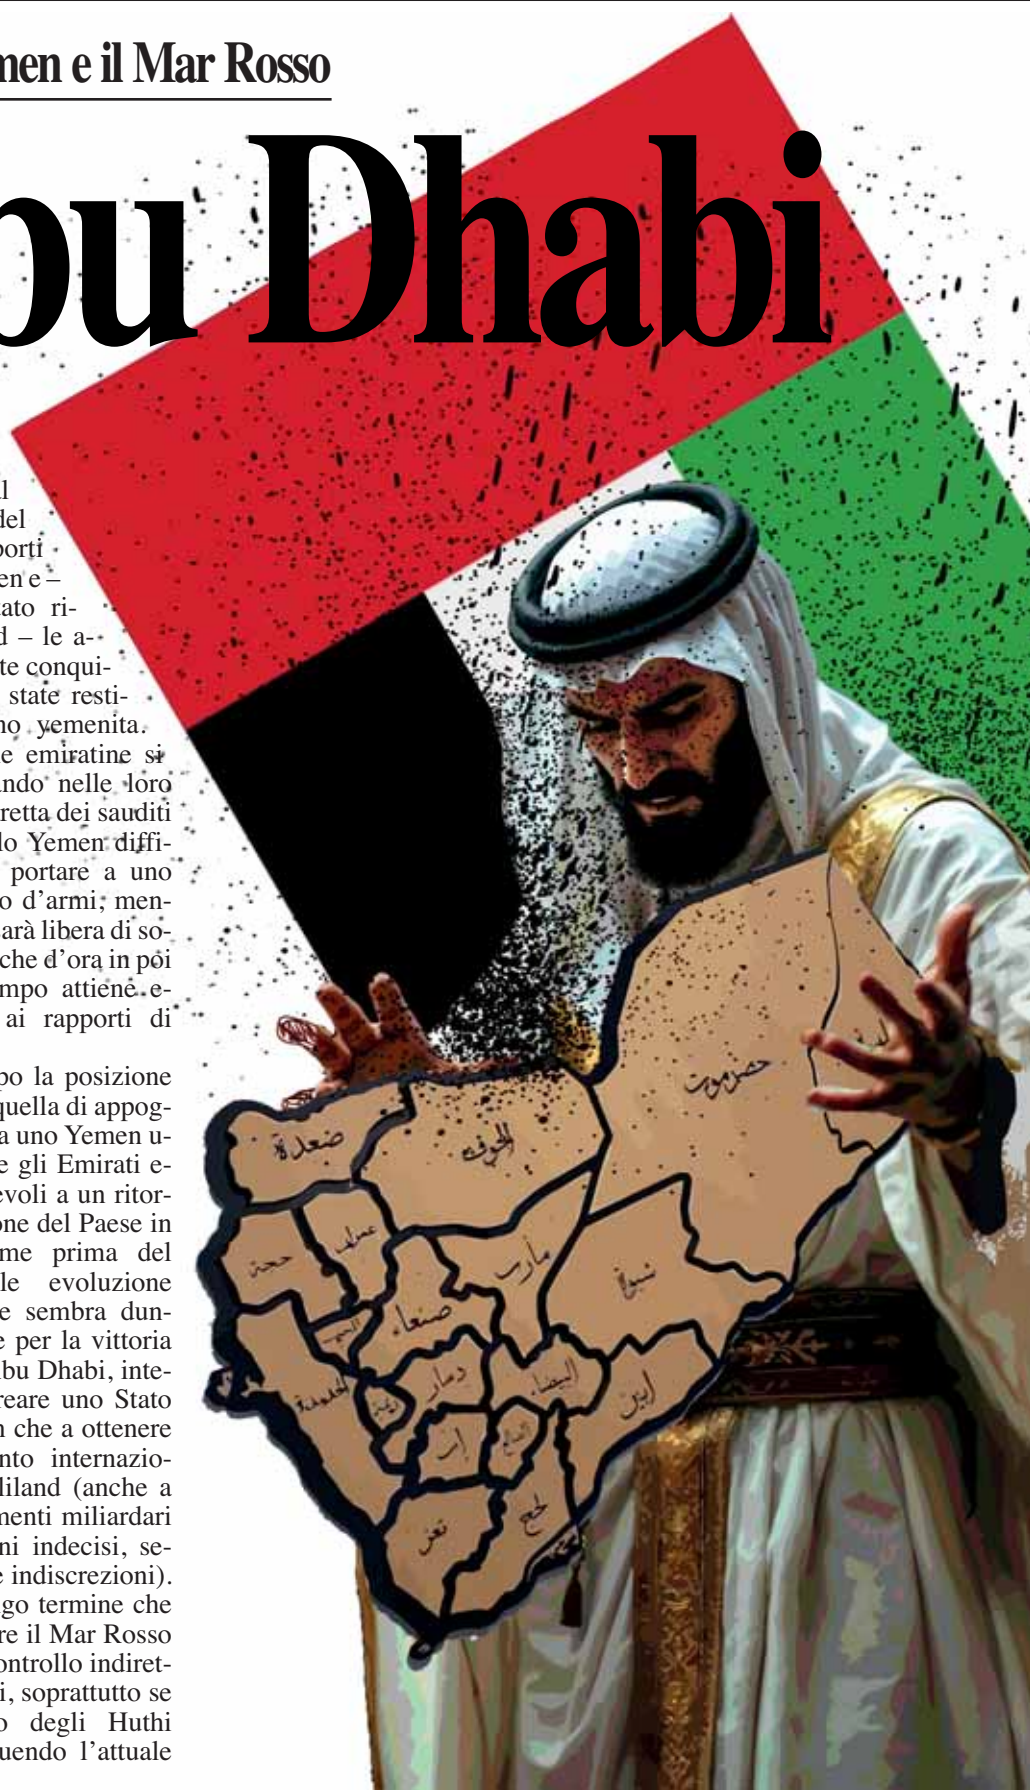 men e il Mar Rosso
bu Dhabi
del
porti
en e –
ato ri-
d – le a-
te conqui-
state resti-
no yemenita.
le emiratine si
ando nelle loro
retta dei sauditi
lo Yemen diffi-
portare a uno
o d’armi, men-
arà libera di so-
che d’ora in poi
mpo attiene e-
ai rapporti di
po la posizione
quella di appog-
a uno Yemen u-
e gli Emirati e-
evoli a un ritor-
one del Paese in
me prima del
le evoluzione
e sembra dun-
e per la vittoria
bu Dhabi, inte-
reare uno Stato
n che a ottenere
nto internazio-
liland (anche a
menti miliardari
ni indecisi, se-
e indiscrezioni).
go termine che
re il Mar Rosso
ontrollo indiret-
i, soprattutto se
o degli Huthi
uendo l’attuale
حضرموت
صعدة
الجوف
حجة
عمران
مأرب
شبوة
صنعاء
الحديدة
ذمار
البيضاء
أبين
إب
لحج
تعز